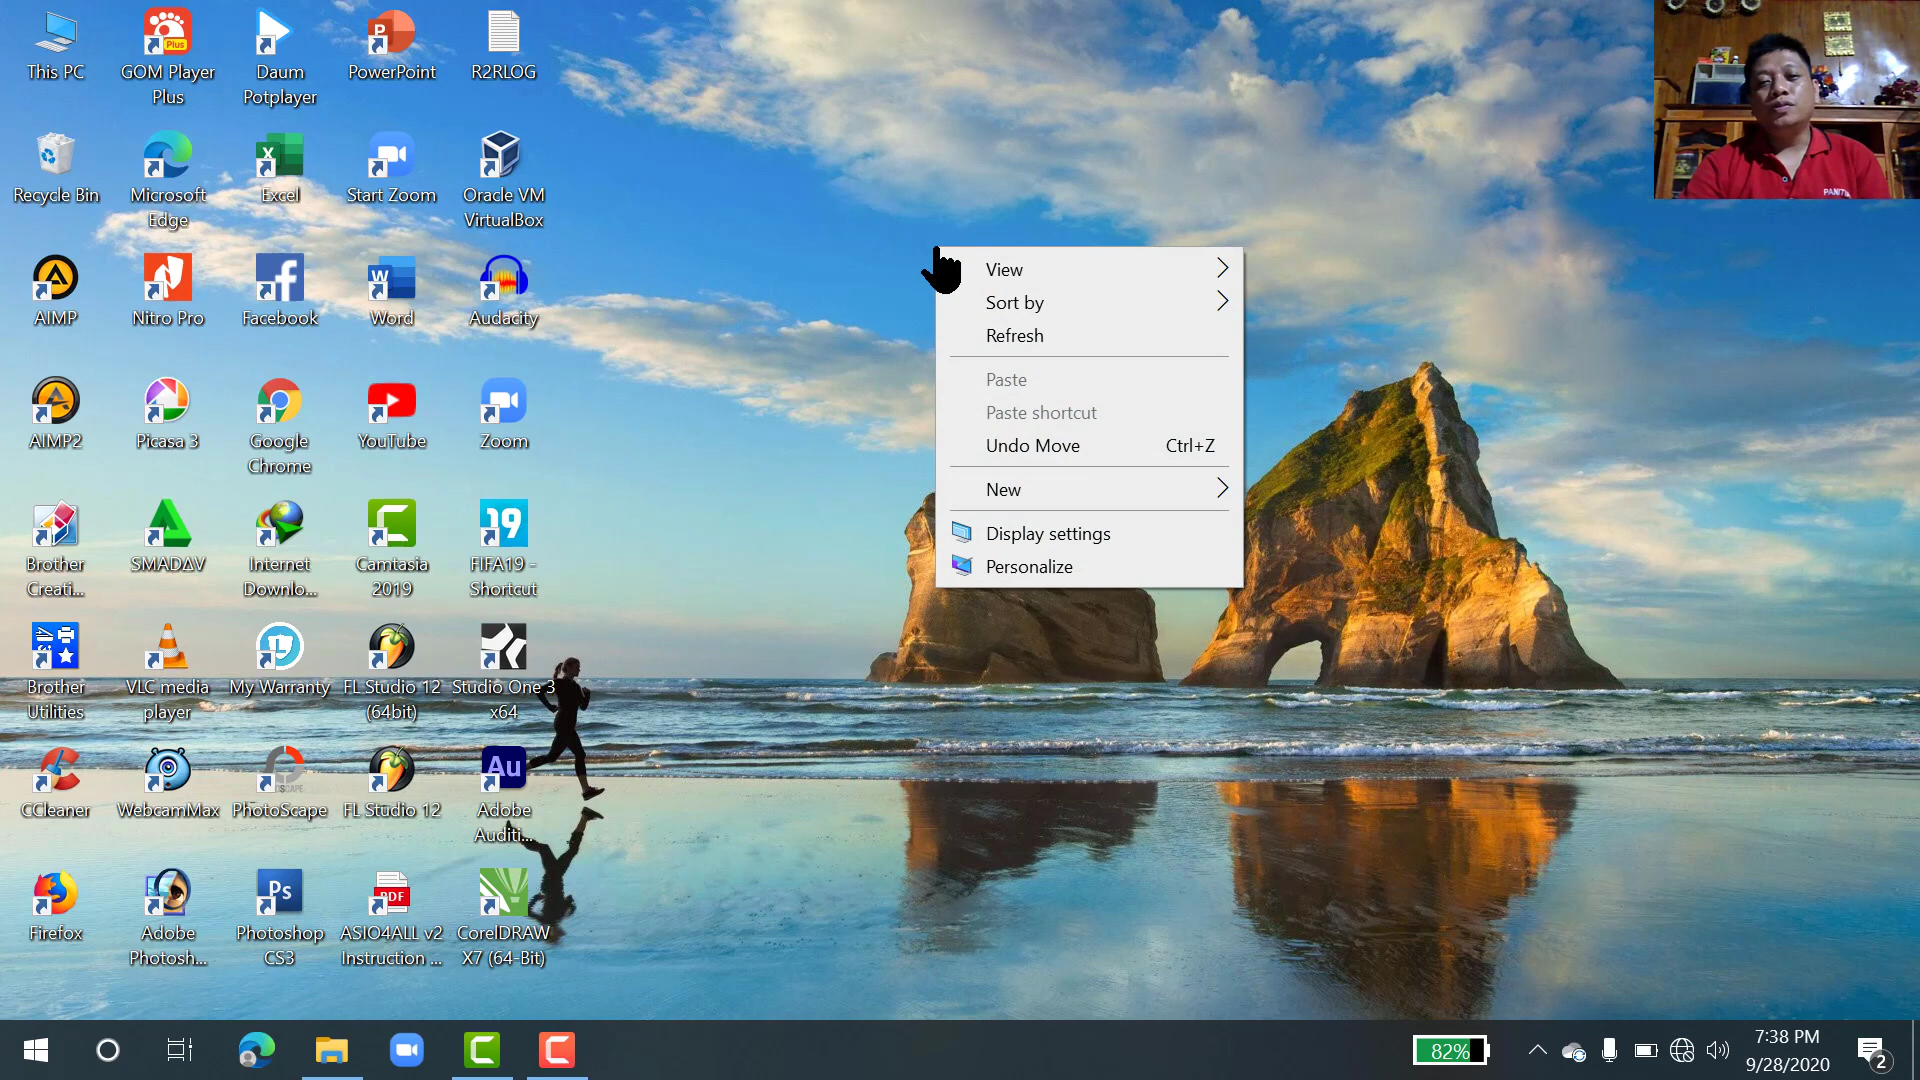 This PC
GOM Player
Plus
Daum
Potplayer
PowerPoint
R2RLOG
Recycle Bin
Microsoft
Edge
Excel
Start Zoom
Oracle VM
VirtualBox
AIMP
Nitro Pro
Facebook
Word
Audacity
AIMP2
Picasa 3
Google
Chrome
YouTube
Zoom
Brother
Creati...
SMADΔV
Internet
Downlo...
Camtasia
2019
FIFA19 -
Shortcut
Brother
Utilities
VLC media
player
My Warranty
FL Studio 12
(64bit)
Studio One 3
x64
CCleaner
WebcamMax
PhotoScape
FL Studio 12
Adobe
Auditi...
Firefox
Adobe
Photosh...
Photoshop
CS3
ASIO4ALL v2
Instruction ...
CorelDRAW
X7 (64-Bit)
View
Sort by
Refresh
Paste
Paste shortcut
Undo Move Ctrl+Z
New
Display settings
Personalize
82%
7:38 PM
9/28/2020
2